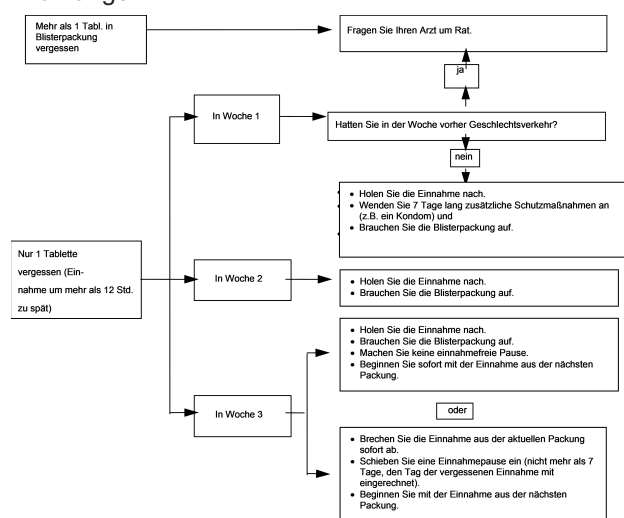 Mehr als 1 Tabl. in
Blisterpackung
vergessen
Fragen Sie Ihren Arzt um Rat.
ja
In Woche 1
Hatten Sie in der Woche vorher Geschlechtsverkehr?
nein
• Holen Sie die Einnahme nach.
• Wenden Sie 7 Tage lang zusätzliche Schutzmaßnahmen an
(z.B. ein Kondom) und
• Brauchen Sie die Blisterpackung auf.
Nur 1 Tablette
vergessen (Ein-
nahme um mehr als 12 Std.
zu spät)
In Woche 2
• Holen Sie die Einnahme nach.
• Brauchen Sie die Blisterpackung auf.
• Holen Sie die Einnahme nach.
• Brauchen Sie die Blisterpackung auf.
• Machen Sie keine einnahmefreie Pause.
• Beginnen Sie sofort mit der Einnahme aus der nächsten
Packung.
In Woche 3
oder
• Brechen Sie die Einnahme aus der aktuellen Packung
sofort ab.
• Schieben Sie eine Einnahmepause ein (nicht mehr als 7
Tage, den Tag der vergessenen Einnahme mit
eingerechnet).
• Beginnen Sie mit der Einnahme aus der nächsten
Packung.